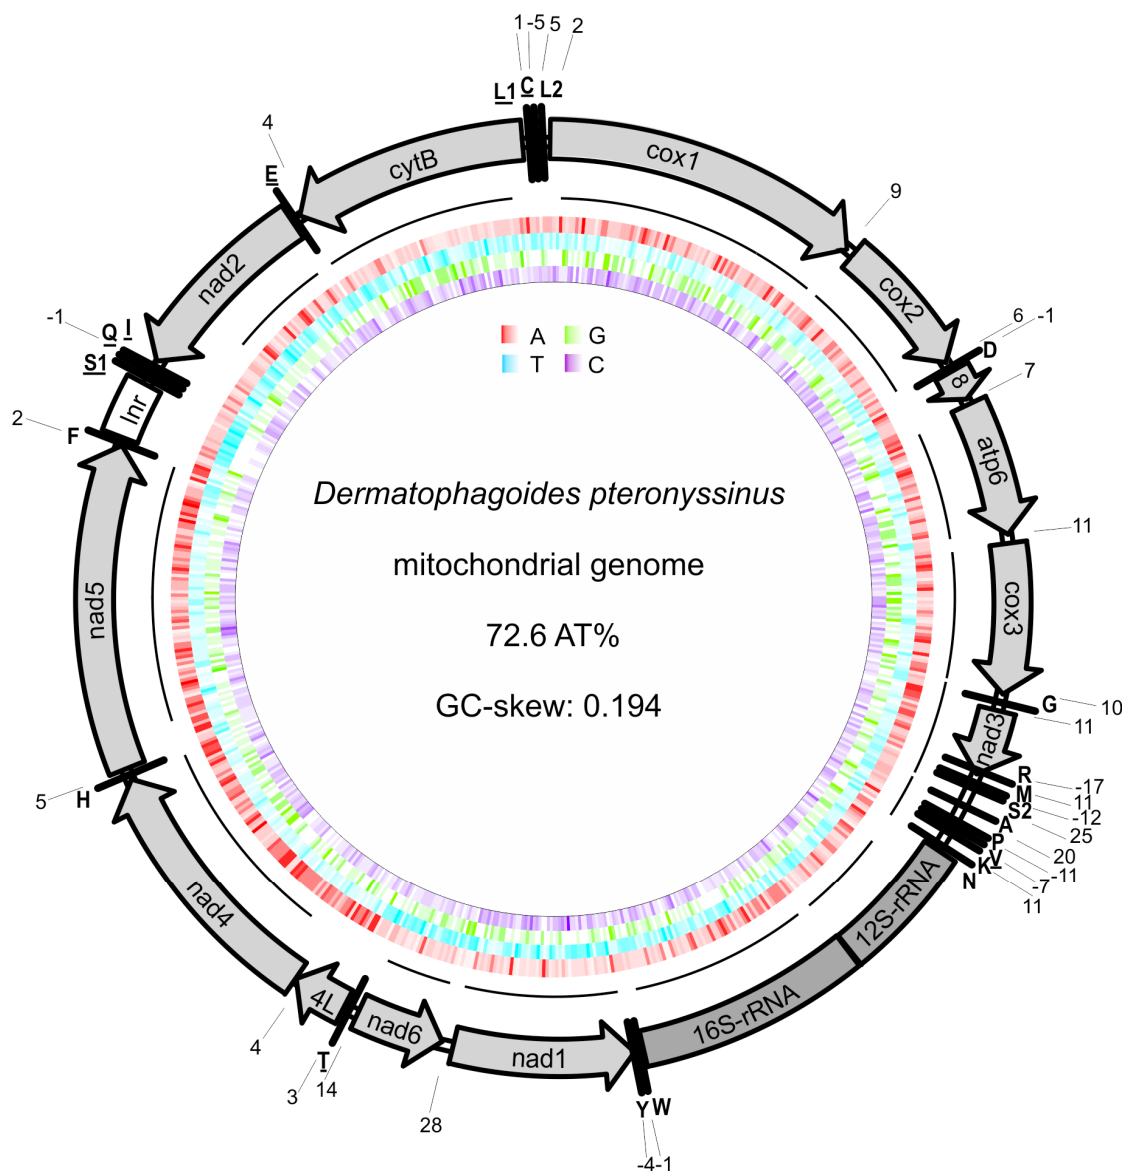 1 -5 5 2
L1 C L2
cytB
cox1
4
E
9
nad2
cox2
-1
Q I
S1
6 -1
D
8
7
A G
T C
lnr
2
F
atp6
11
Dermatophagoides pteronyssinus
mitochondrial genome
72.6 AT%
GC-skew: 0.194
nad5
cox3
G
10
11
nad3
R
-17
M
11
S2
-12
A
25
P
20
V
-11
K
-7
N
11
5
H
nad4
12S-rRNA
16S-rRNA
4L
4
T
3
14
nad6
28
nad1
Y W
-4 -1